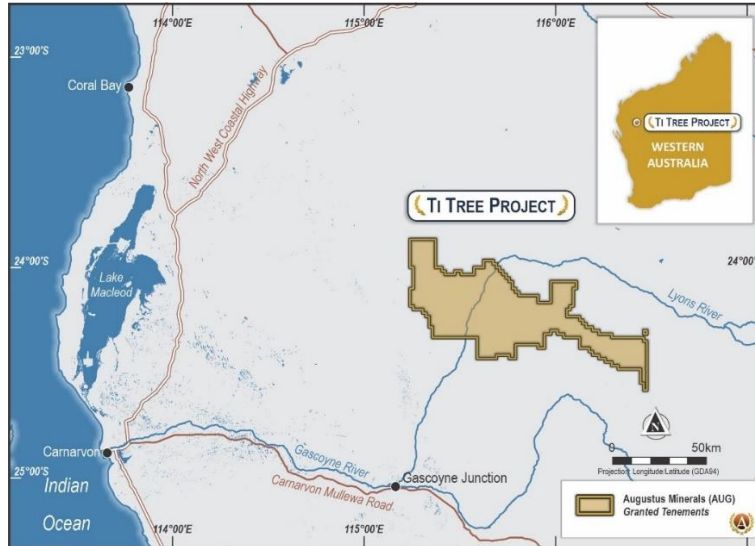 114°00'E
115°00'E
116°00'E
23°00'S
Coral Bay
North West Coastal Highway
TI TREE PROJECT
WESTERN
AUSTRALIA
TI TREE PROJECT
24°00'S
24°00'
Lake
Macleod
Lyons River
Carnarvon
25°00'S
Gascoyne River
Carnarvon Mullewa Road
Gascoyne Junction
Indian
Ocean
N
0 50km
Projection: Longitude Latitude (GDA94)
Augustus Minerals (AUG)
Granted Tenements
A
114°00'E
115°00'E